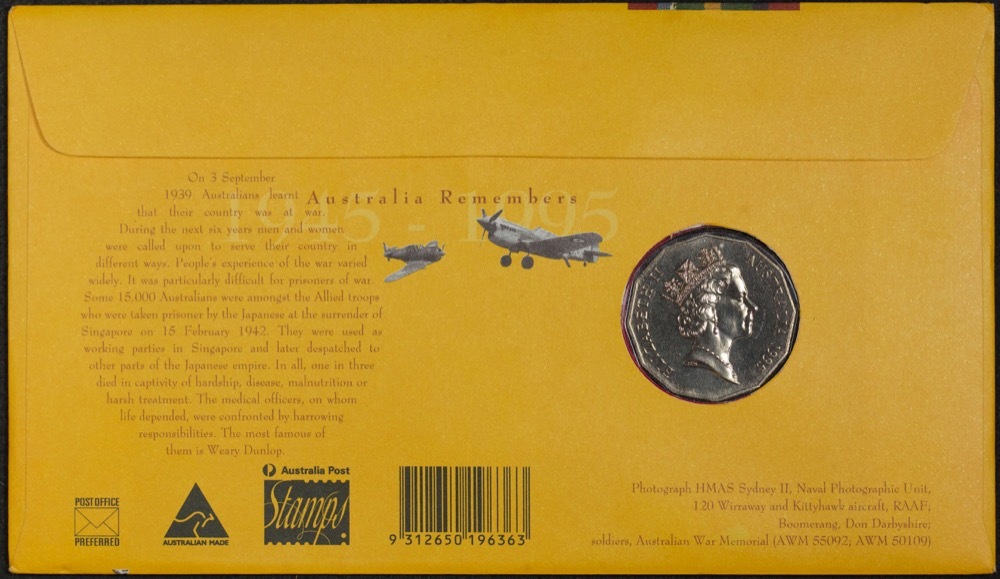 On 3 September
1939 Australians learnt
that their country was at war.
During the next six years men and women
were called upon to serve their country in
different ways. People's experience of the war varied
widely. It was particularly difficult for prisoners of war.
Some 15,000 Australians were amongst the Allied troops
who were taken prisoner by the Japanese at the surrender of
Singapore on 15 February 1942. They were used as
working parties in Singapore and later despatched to
other parts of the Japanese empire. In all, one in three
died in captivity of hardship, disease, malnutrition or
harsh treatment. The medical officers, on whom
life depended, were confronted by harrowing
responsibilities. The most famous of
them is Weary Dunlop.
Australia Remembers
1945 - 1995
ELIZABETH II AUSTRALIA 1995
POST OFFICE
PREFERRED
AUSTRALIAN MADE
Australia Post
Stamps
9 312650 196363
Photograph HMAS Sydney II, Naval Photographic Unit,
120 Wirraway and Kittyhawk aircraft, RAAF;
Boomerang, Don Darbyshire;
soldiers, Australian War Memorial (AWM 55092; AWM 50109)